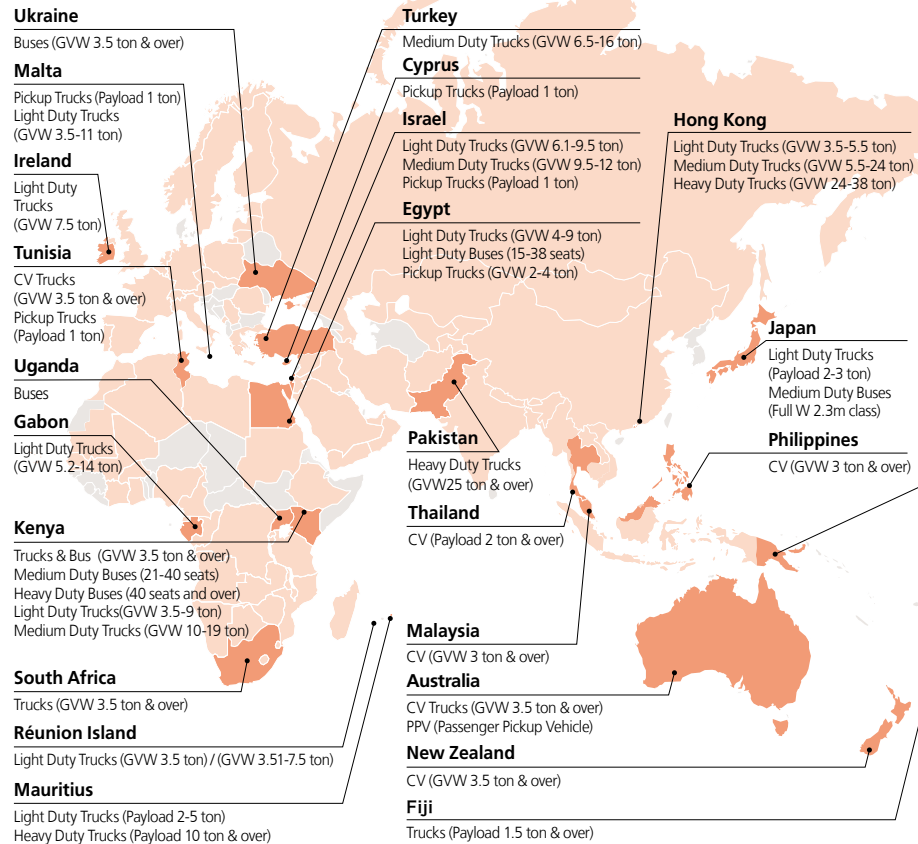 Ukraine
Buses (GVW 3.5 ton & over)
Malta
Pickup Trucks (Payload 1 ton)
Light Duty Trucks
(GVW 3.5-11 ton)
Ireland
Light Duty
Trucks
(GVW 7.5 ton)
Tunisia
CV Trucks
(GVW 3.5 ton & over)
Pickup Trucks
(Payload 1 ton)
Uganda
Buses
Gabon
Light Duty Trucks
(GVW 5.2-14 ton)
Kenya
Trucks & Bus (GVW 3.5 ton & over)
Medium Duty Buses (21-40 seats)
Heavy Duty Buses (40 seats and over)
Light Duty Trucks(GVW 3.5-9 ton)
Medium Duty Trucks (GVW 10-19 ton)
South Africa
Trucks (GVW 3.5 ton & over)
Réunion Island
Light Duty Trucks (GVW 3.5 ton) / (GVW 3.51-7.5 ton)
Mauritius
Light Duty Trucks (Payload 2-5 ton)
Heavy Duty Trucks (Payload 10 ton & over)
Turkey
Medium Duty Trucks (GVW 6.5-16 ton)
Cyprus
Pickup Trucks (Payload 1 ton)
Israel
Light Duty Trucks (GVW 6.1-9.5 ton)
Medium Duty Trucks (GVW 9.5-12 ton)
Pickup Trucks (Payload 1 ton)
Egypt
Light Duty Trucks (GVW 4-9 ton)
Light Duty Buses (15-38 seats)
Pickup Trucks (GVW 2-4 ton)
Pakistan
Heavy Duty Trucks
(GVW25 ton & over)
Thailand
CV (Payload 2 ton & over)
Malaysia
CV (GVW 3 ton & over)
Australia
CV Trucks (GVW 3.5 ton & over)
PPV (Passenger Pickup Vehicle)
New Zealand
CV (GVW 3.5 ton & over)
Fiji
Trucks (Payload 1.5 ton & over)
Hong Kong
Light Duty Trucks (GVW 3.5-5.5 ton)
Medium Duty Trucks (GVW 5.5-24 ton)
Heavy Duty Trucks (GVW 24-38 ton)
Japan
Light Duty Trucks
(Payload 2-3 ton)
Medium Duty Buses
(Full W 2.3m class)
Philippines
CV (GVW 3 ton & over)